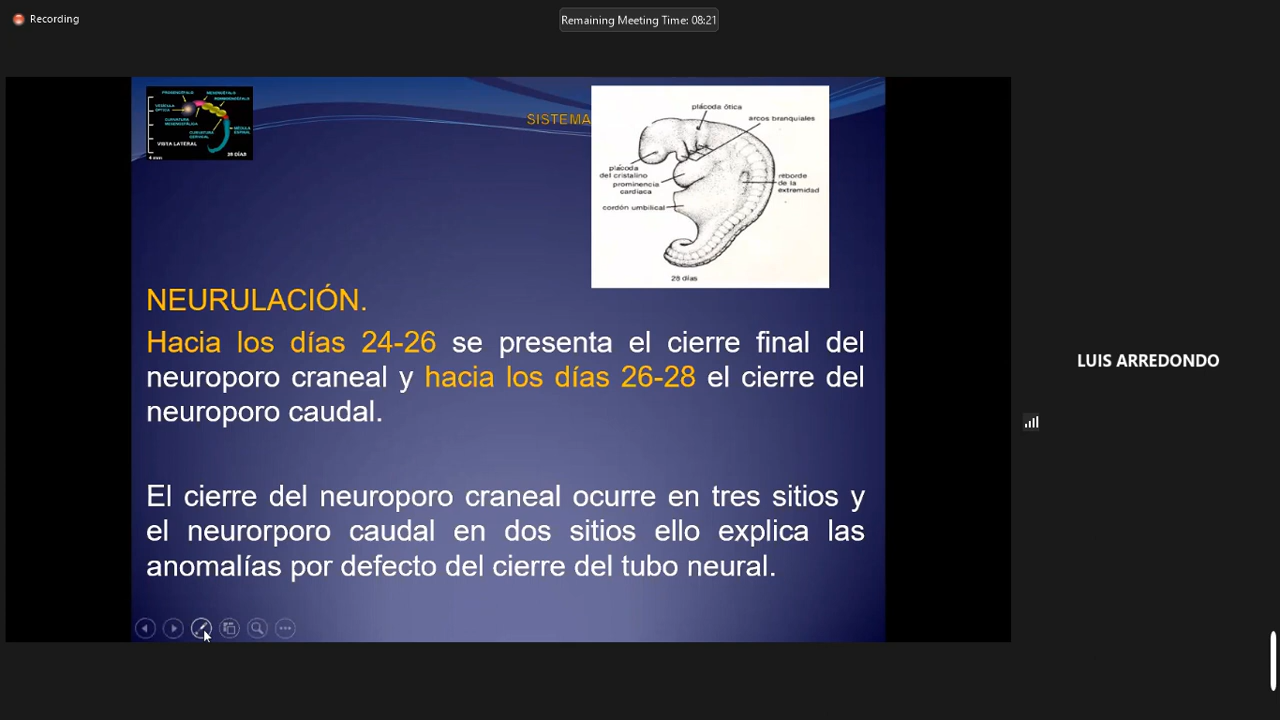 Recording
Remaining Meeting Time: 08:21
PROSENCÉFALO
MESENCÉFALO
ROMBENCÉFALO
VESÍCULA
ÓPTICA
CURVATURA
MESENCEFÁLICA
CURVATURA
CERVICAL
MÉDULA
ESPINAL
VISTA LATERAL
4 mm
28 DÍAS
SISTEMA
plácoda ótica
arcos branquiales
plácoda
del cristalino
prominencia
cardíaca
cordón umbilical
reborde
de la
extremidad
28 días
NEURULACIÓN.
Hacia los días 24-26 se presenta el cierre final del
neuroporo craneal y hacia los días 26-28 el cierre del
neuroporo caudal.
El cierre del neuroporo craneal ocurre en tres sitios y
el neurorporo caudal en dos sitios ello explica las
anomalías por defecto del cierre del tubo neural.
LUIS ARREDONDO